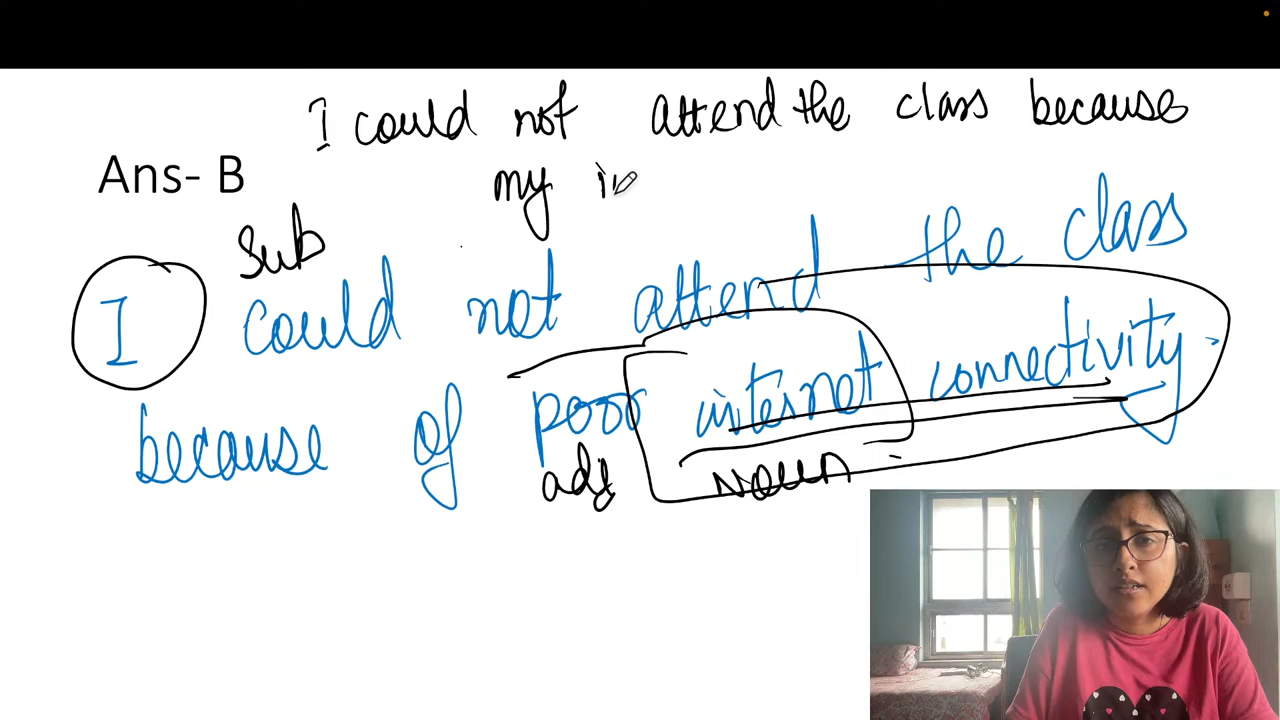 I could not attend the class because
my in
Ans- B
Sub
I could not attend the class
because of poor internet connectivity.
adj Noun